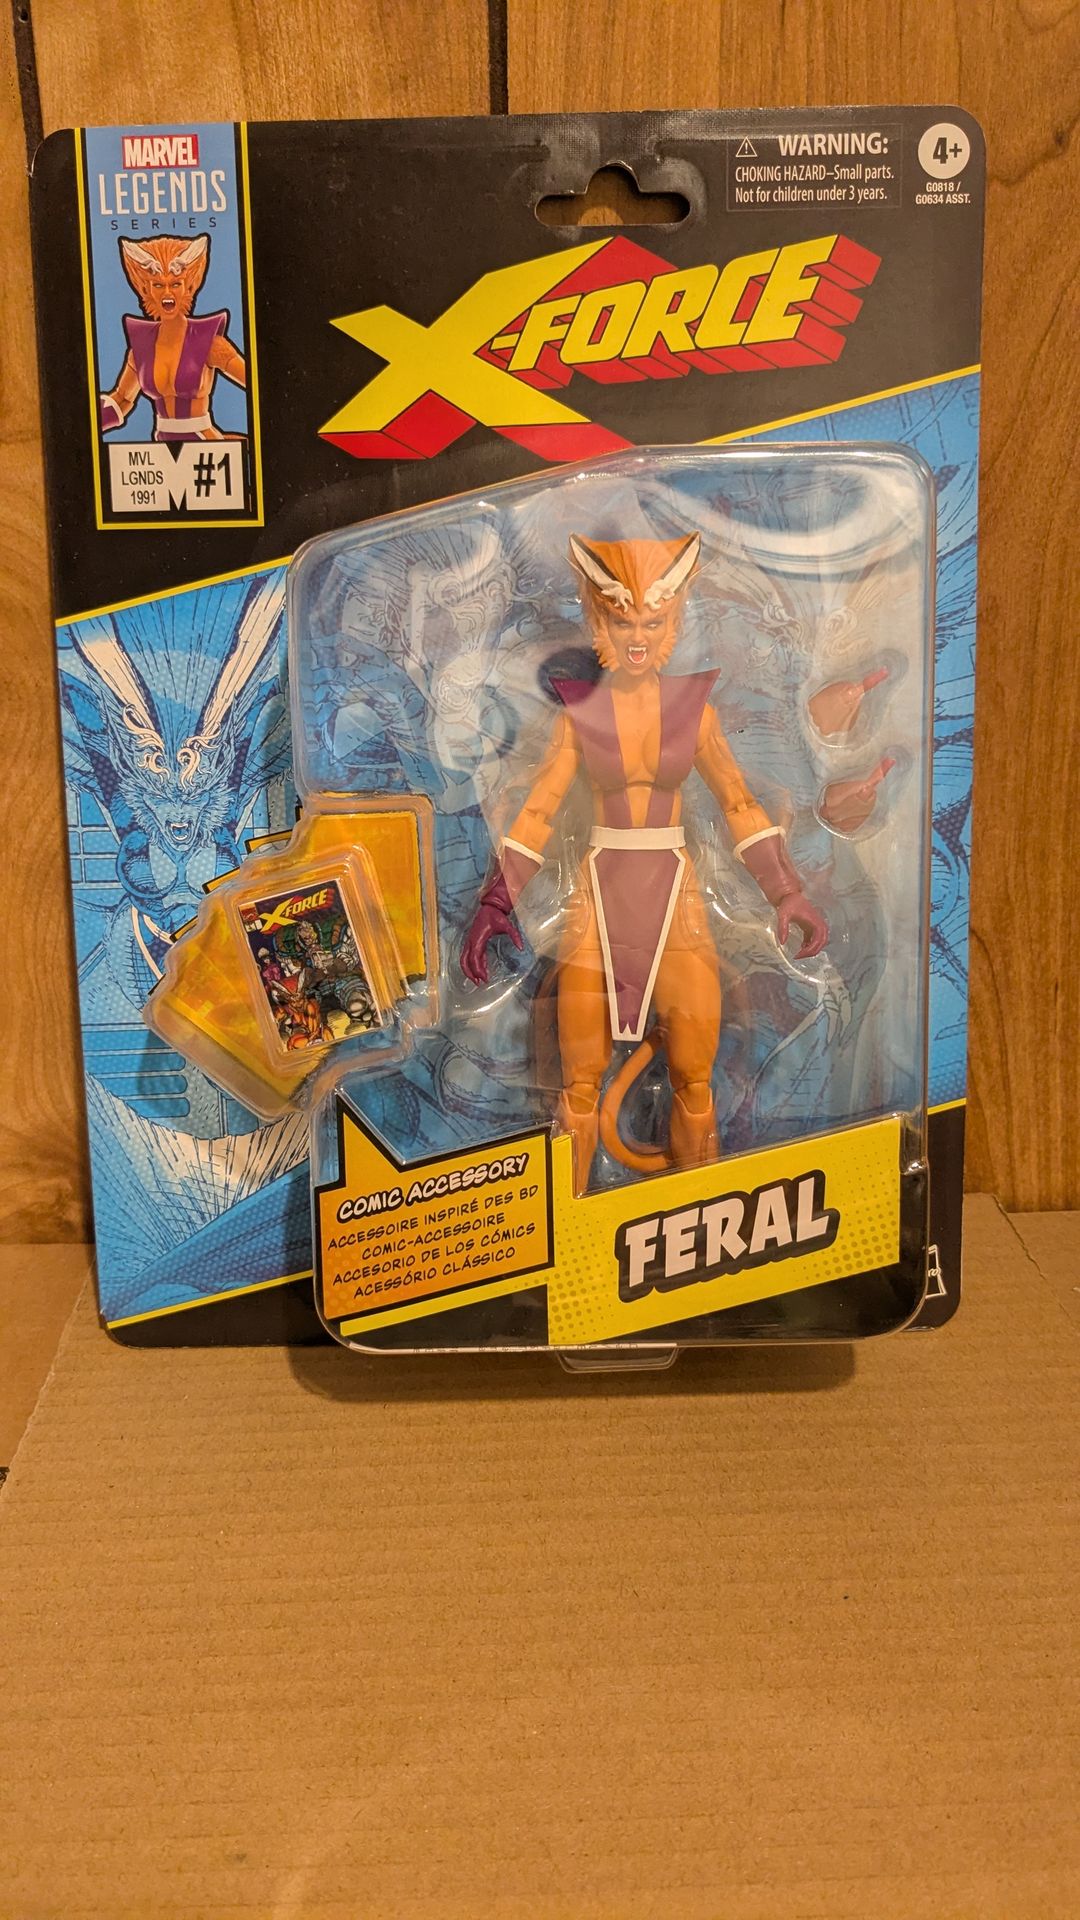 MARVEL
LEGENDS
SERIES
MVL
LGNDS
1991
#1
WARNING:
CHOKING HAZARD–Small parts.
Not for children under 3 years.
4+
G0818 /
G0634 ASST.
X-FORCE
X-FORCE
COMIC ACCESSORY
ACCESSOIRE INSPIRÉ DES BD
COMIC-ACCESSOIRE
ACCESORIO DE LOS CÓMICS
ACESSÓRIO CLÁSSICO
FERAL